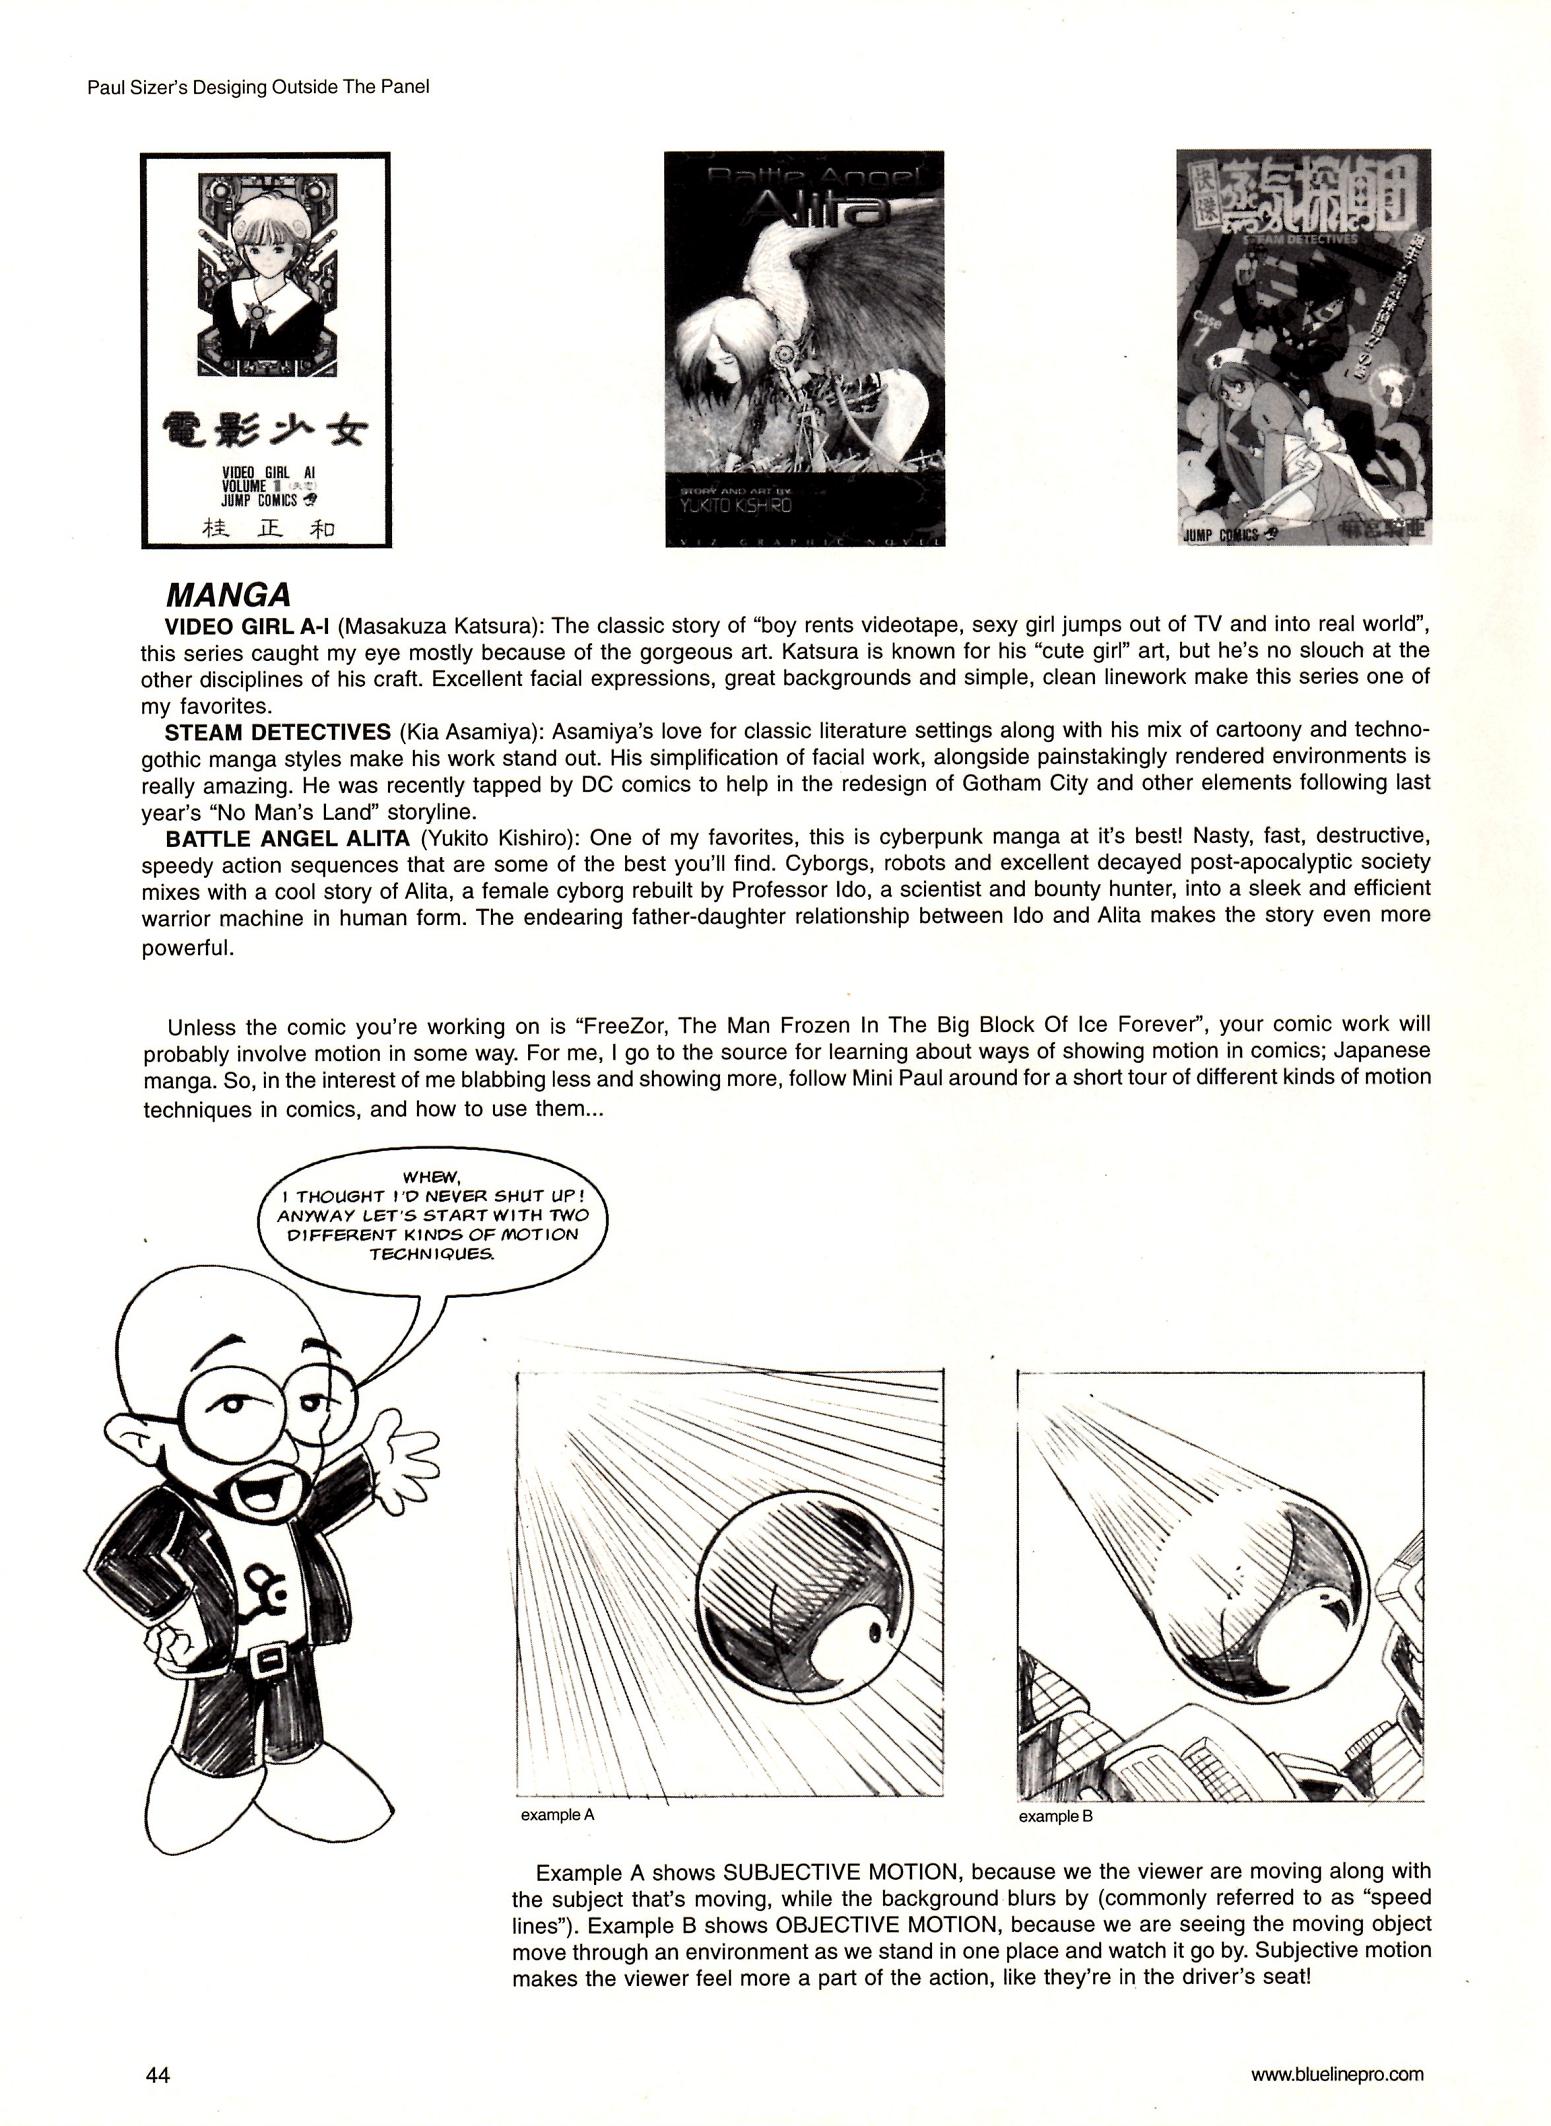 Paul Sizer's Desiging Outside The Panel
電影少女
VIDEO GIRL AI
VOLUME 1
JUMP COMICS
桂 正 和
Battle Angel
Alita
STORY AND ART BY
YUKITO KISHIRO
VIZ GRAPHIC NOVEL
快傑
蒸気探偵団
STEAM DETECTIVES
case
1
JUMP COMICS
麻宮騎亜
MANGA
VIDEO GIRL A-I (Masakuza Katsura): The classic story of “boy rents videotape, sexy girl jumps out of TV and into real world”,
this series caught my eye mostly because of the gorgeous art. Katsura is known for his “cute girl” art, but he's no slouch at the
other disciplines of his craft. Excellent facial expressions, great backgrounds and simple, clean linework make this series one of
my favorites.
STEAM DETECTIVES (Kia Asamiya): Asamiya's love for classic literature settings along with his mix of cartoony and techno-
gothic manga styles make his work stand out. His simplification of facial work, alongside painstakingly rendered environments is
really amazing. He was recently tapped by DC comics to help in the redesign of Gotham City and other elements following last
year's “No Man's Land” storyline.
BATTLE ANGEL ALITA (Yukito Kishiro): One of my favorites, this is cyberpunk manga at it's best! Nasty, fast, destructive,
speedy action sequences that are some of the best you'll find. Cyborgs, robots and excellent decayed post-apocalyptic society
mixes with a cool story of Alita, a female cyborg rebuilt by Professor Ido, a scientist and bounty hunter, into a sleek and efficient
warrior machine in human form. The endearing father-daughter relationship between Ido and Alita makes the story even more
powerful.
Unless the comic you're working on is “FreeZor, The Man Frozen In The Big Block Of Ice Forever”, your comic work will
probably involve motion in some way. For me, I go to the source for learning about ways of showing motion in comics; Japanese
manga. So, in the interest of me blabbing less and showing more, follow Mini Paul around for a short tour of different kinds of motion
techniques in comics, and how to use them...
WHEW,
I THOUGHT I'D NEVER SHUT UP!
ANYWAY LET'S START WITH TWO
DIFFERENT KINDS OF MOTION
TECHNIQUES.
example A
example B
Example A shows SUBJECTIVE MOTION, because we the viewer are moving along with
the subject that's moving, while the background blurs by (commonly referred to as “speed
lines”). Example B shows OBJECTIVE MOTION, because we are seeing the moving object
move through an environment as we stand in one place and watch it go by. Subjective motion
makes the viewer feel more a part of the action, like they're in the driver's seat!
44
www.bluelinepro.com